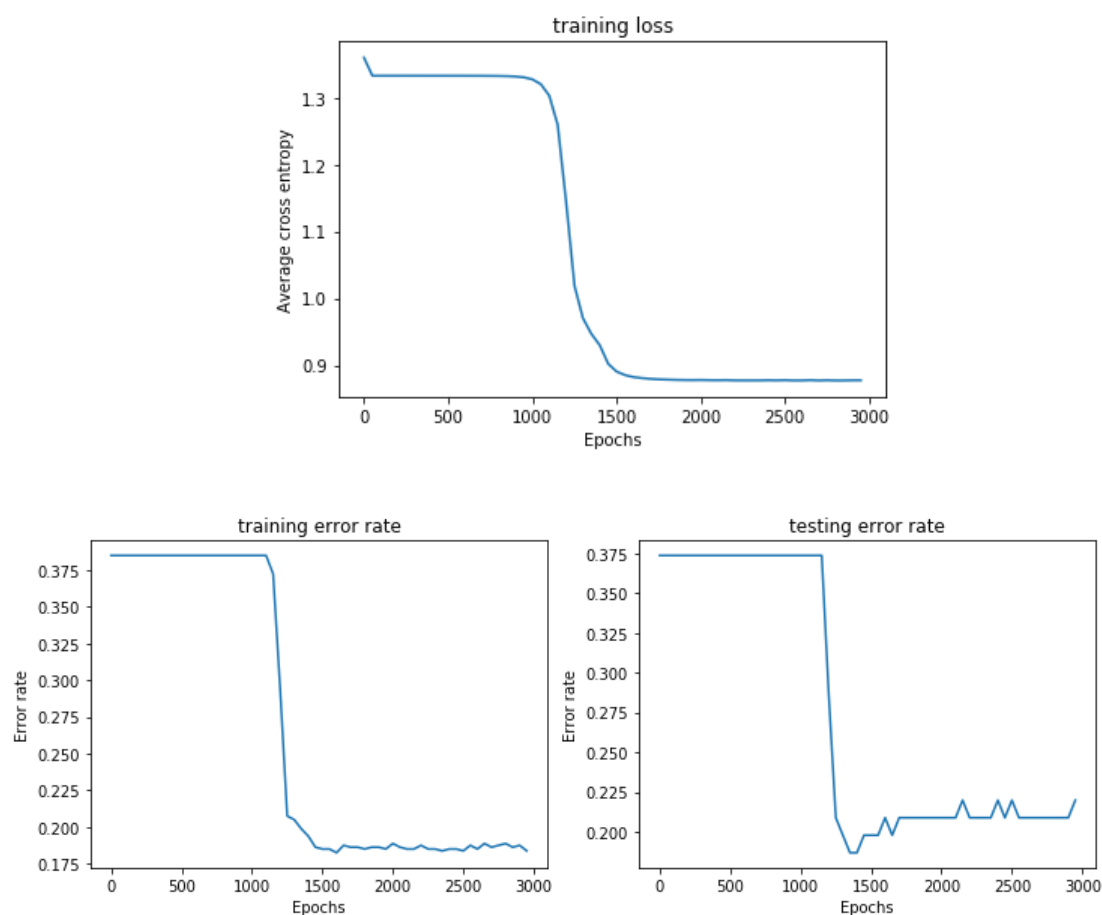 training loss
Average cross entropy
1.3
1.2
1.1
1.0
0.9
0 500 1000 1500 2000 2500 3000
Epochs
training error rate
Error rate
0.375
0.350
0.325
0.300
0.275
0.250
0.225
0.200
0.175
0 500 1000 1500 2000 2500 3000
Epochs
testing error rate
Error rate
0.375
0.350
0.325
0.300
0.275
0.250
0.225
0.200
0 500 1000 1500 2000 2500 3000
Epochs